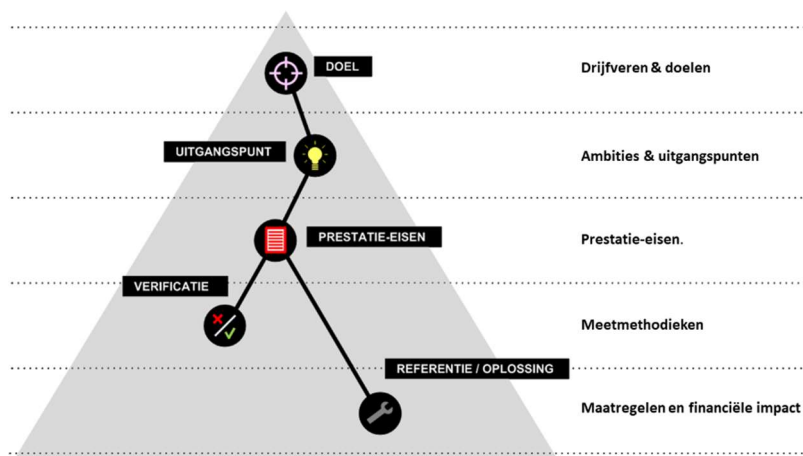 DOEL
Drijfveren & doelen
UITGANGSPUNT
Ambities & uitgangspunten
PRESTATIE-EISEN
Prestatie-eisen.
VERIFICATIE
Meetmethodieken
REFERENTIE / OPLOSSING
Maatregelen en financiële impact